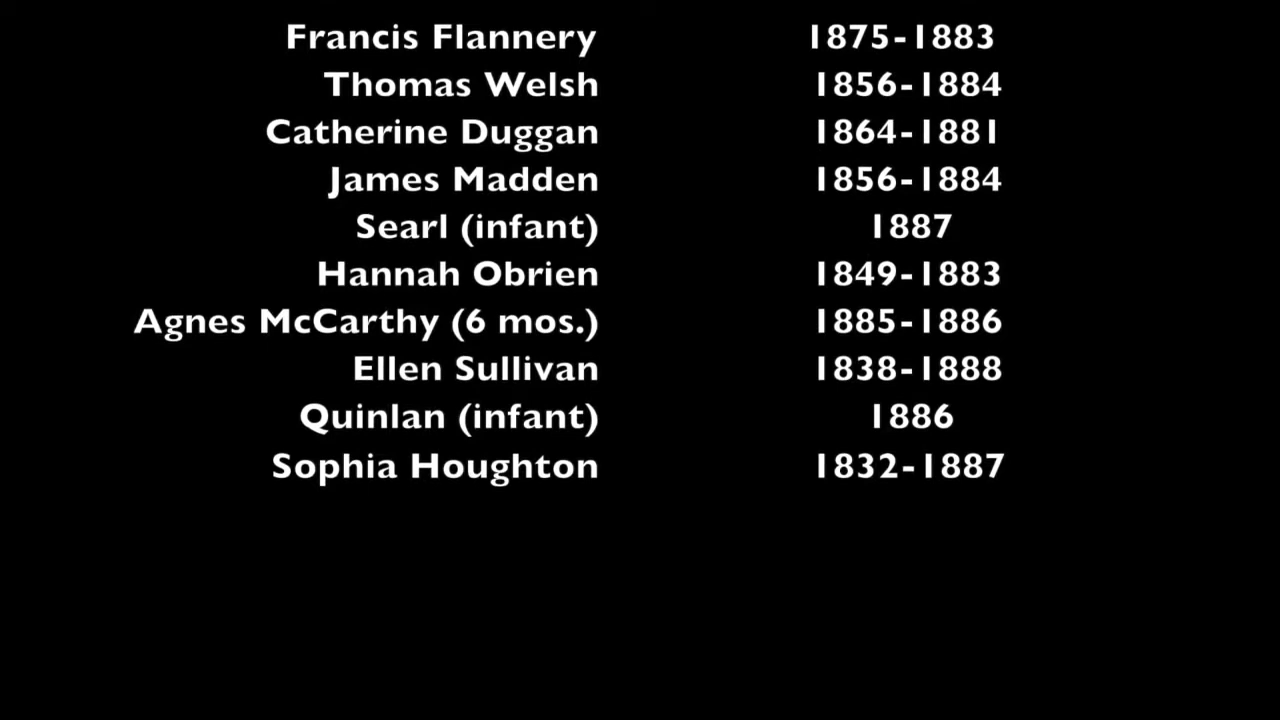 Francis Flannery 1875-1883
Thomas Welsh 1856-1884
Catherine Duggan 1864-1881
James Madden 1856-1884
Searl (infant) 1887
Hannah Obrien 1849-1883
Agnes McCarthy (6 mos.) 1885-1886
Ellen Sullivan 1838-1888
Quinlan (infant) 1886
Sophia Houghton 1832-1887